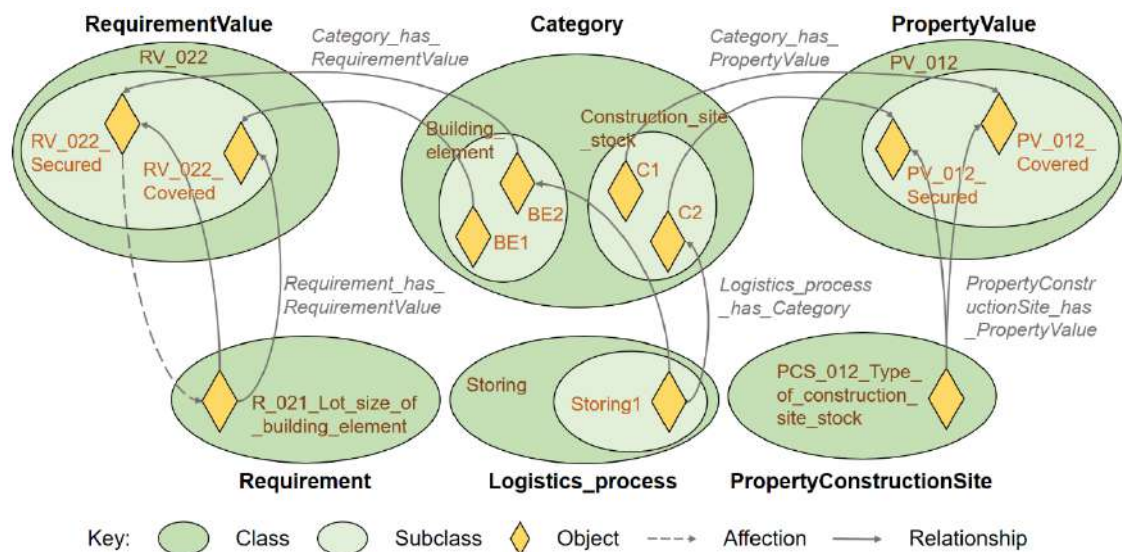 RequirementValue
Category
PropertyValue
Category_has_
RequirementValue
Category_has_
PropertyValue
RV_022
PV_012
RV_022_
Secured
RV_022_
Covered
Building_
element
BE2
BE1
Construction_site
_stock
C1
C2
PV_012_
Covered
PV_012_
Secured
Requirement_has_
RequirementValue
Logistics_process
_has_Category
PropertyConstr
uctionSite_has
_PropertyValue
R_021_Lot_size_of
_building_element
Storing
Storing1
PCS_012_Type_
of_construction_
site_stock
Requirement
Logistics_process
PropertyConstructionSite
Key: Class Subclass Object Affection Relationship